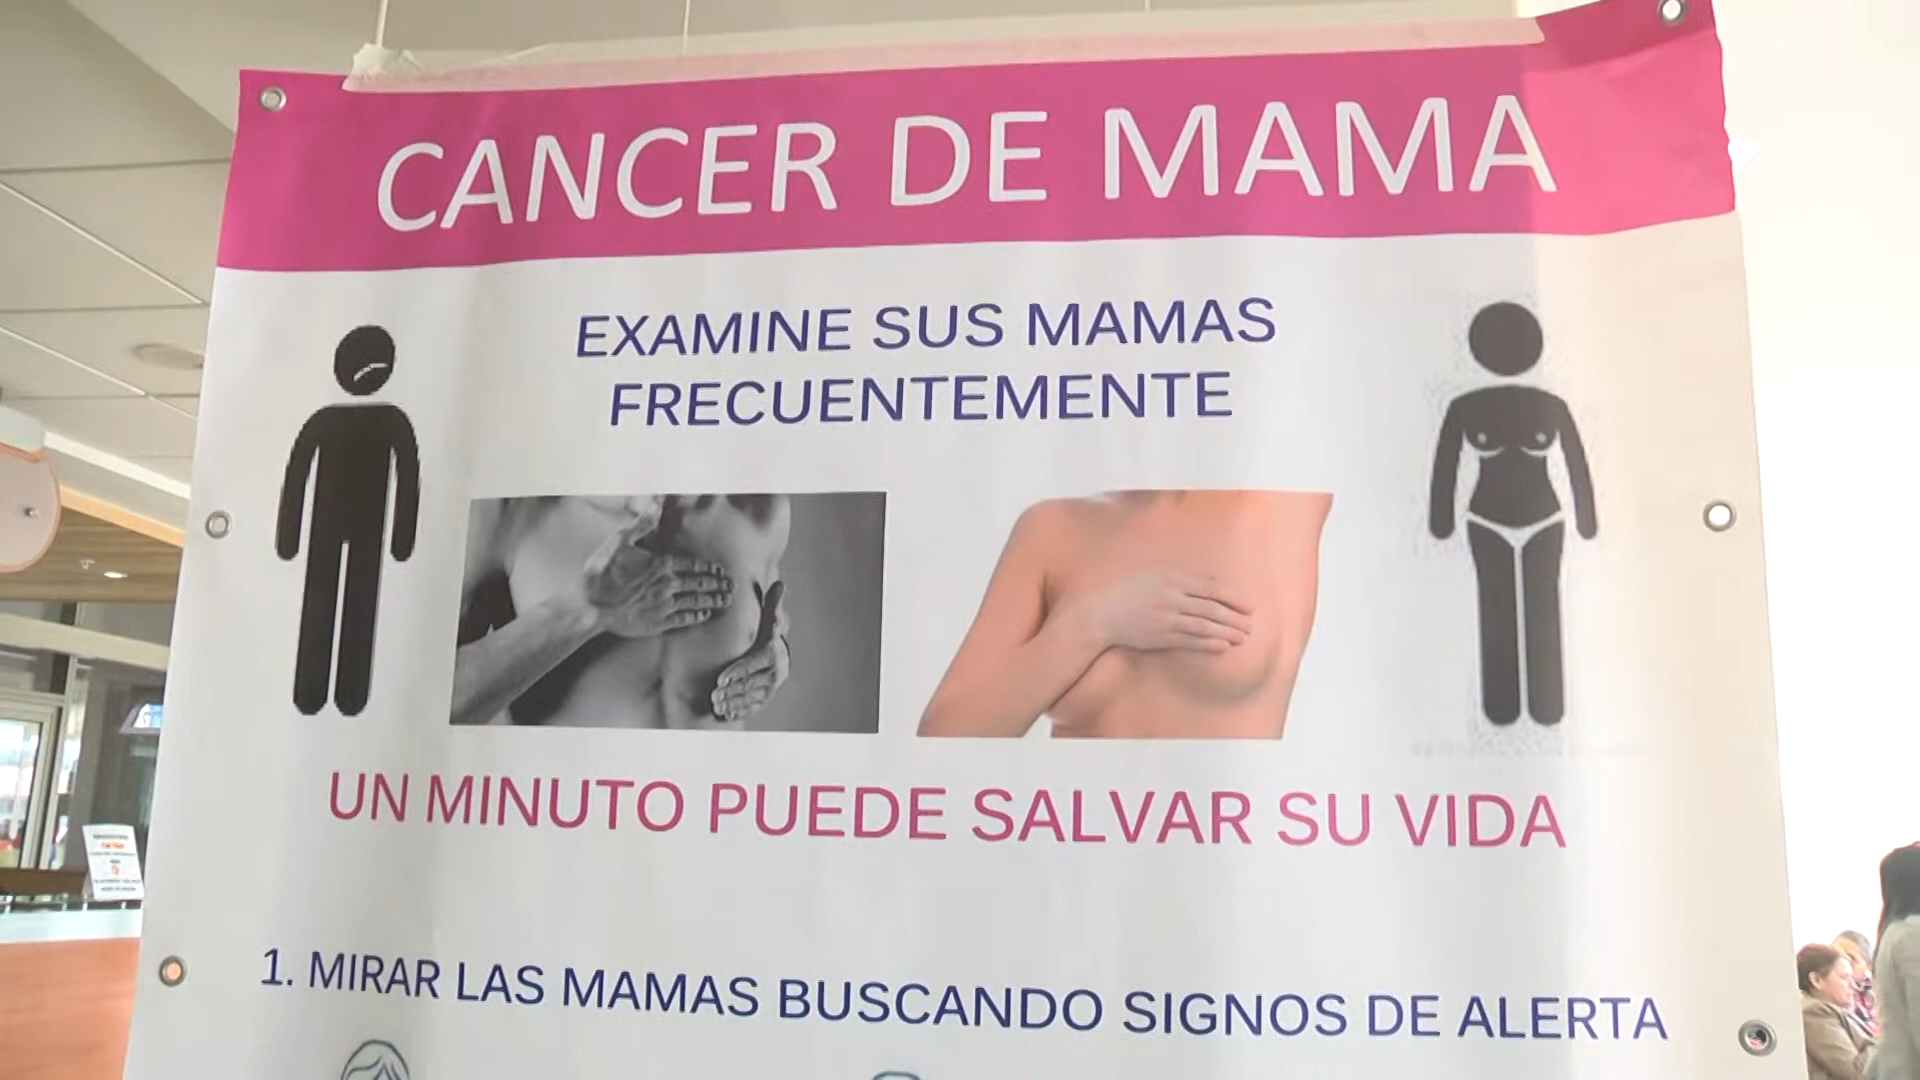 CANCER DE MAMA
EXAMINE SUS MAMAS
FRECUENTEMENTE
UN MINUTO PUEDE SALVAR SU VIDA
1. MIRAR LAS MAMAS BUSCANDO SIGNOS DE ALERTA